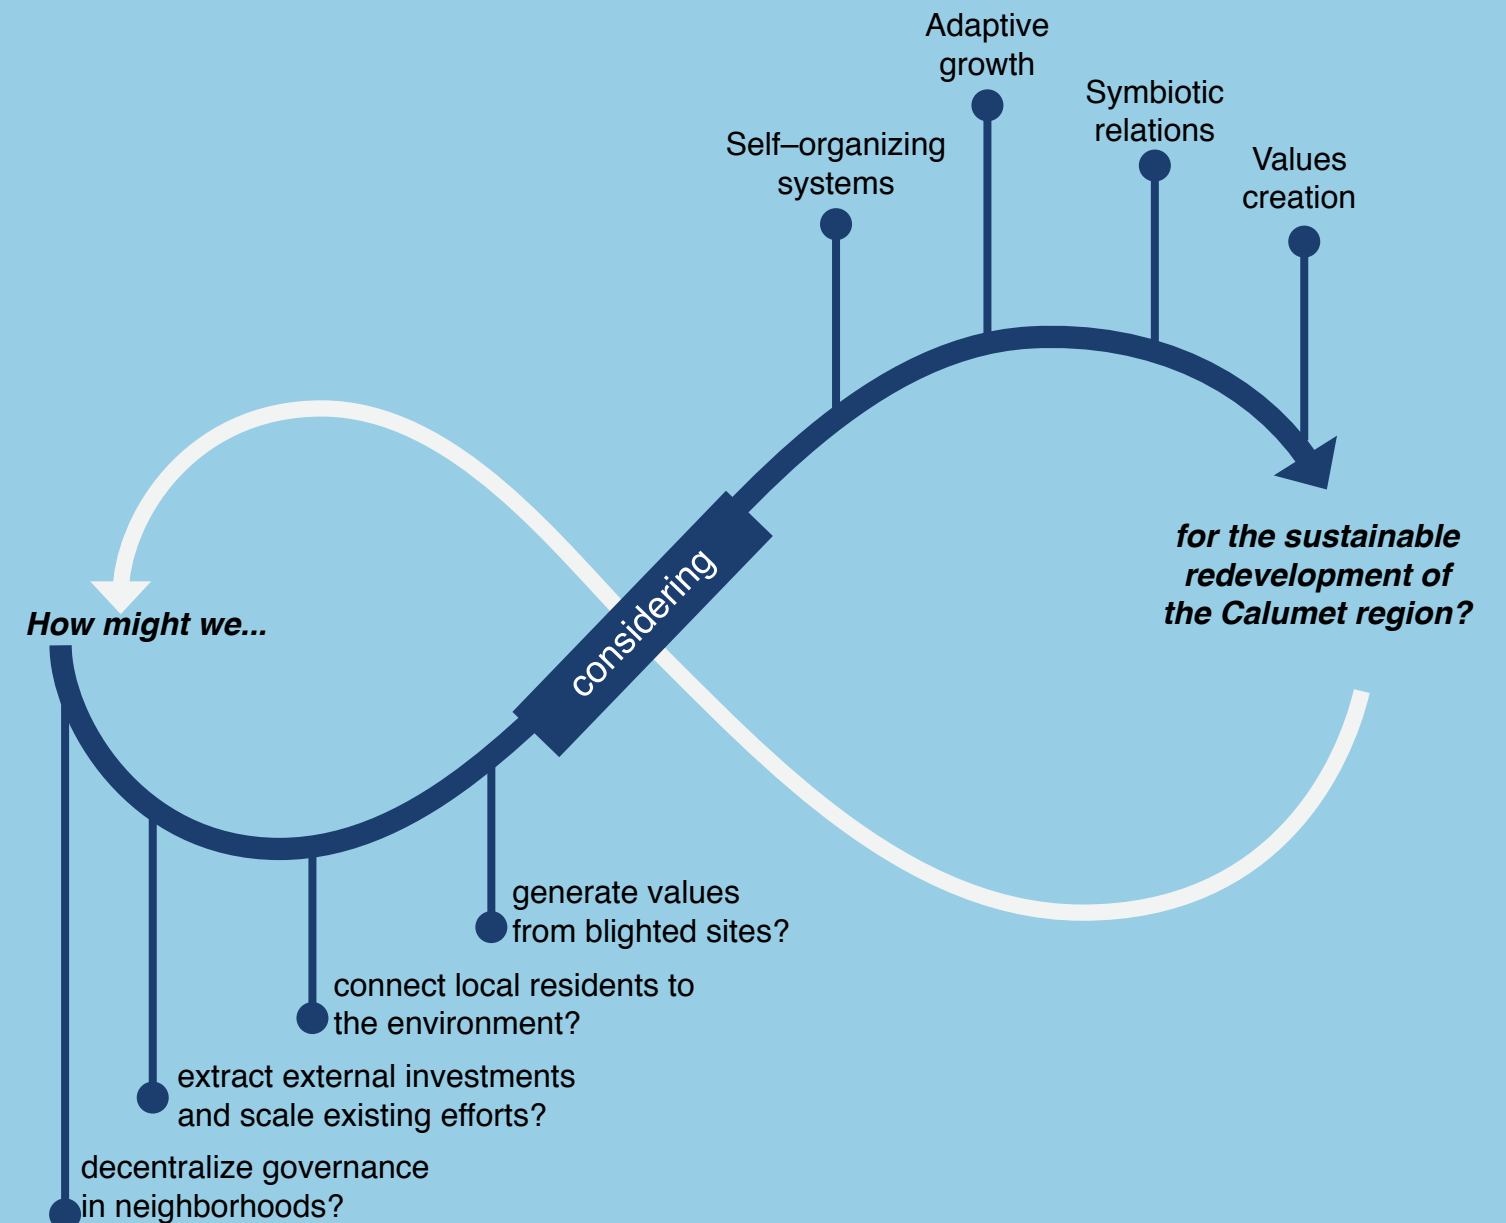 Adaptive
growth
Symbiotic
relations
Self–organizing
systems
Values
creation
considering
for the sustainable
redevelopment of
the Calumet region?
How might we...
generate values
from blighted sites?
connect local residents to
the environment?
extract external investments
and scale existing efforts?
decentralize governance
in neighborhoods?